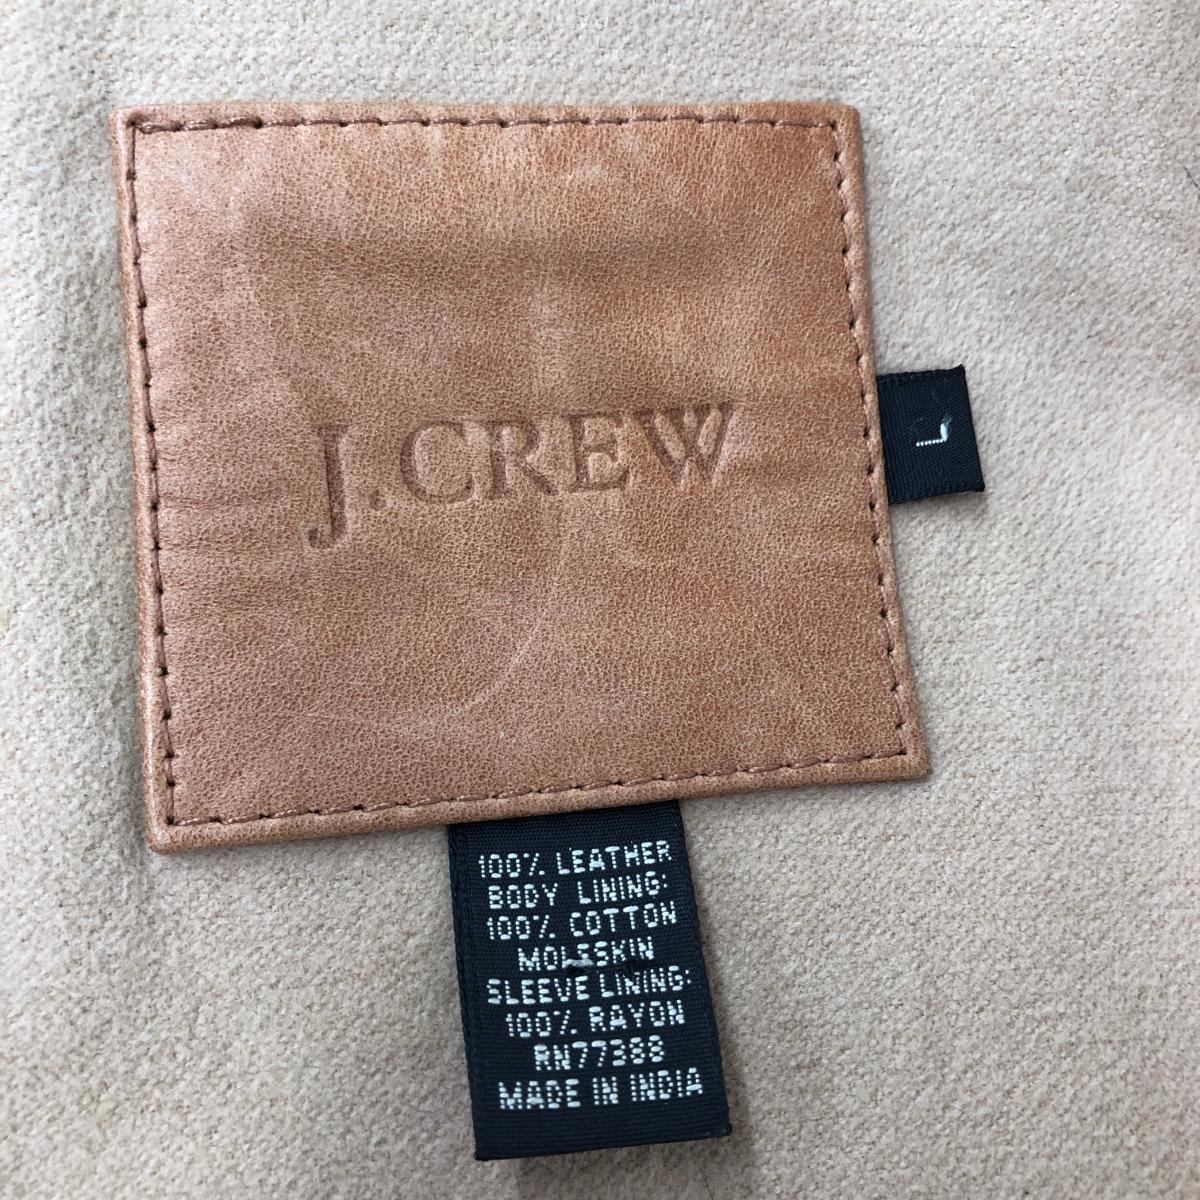 J.CREW
L
100% LEATHER
BODY LINING:
100% COTTON
MOLESKIN
SLEEVE LINING:
100% RAYON
RN77388
MADE IN INDIA